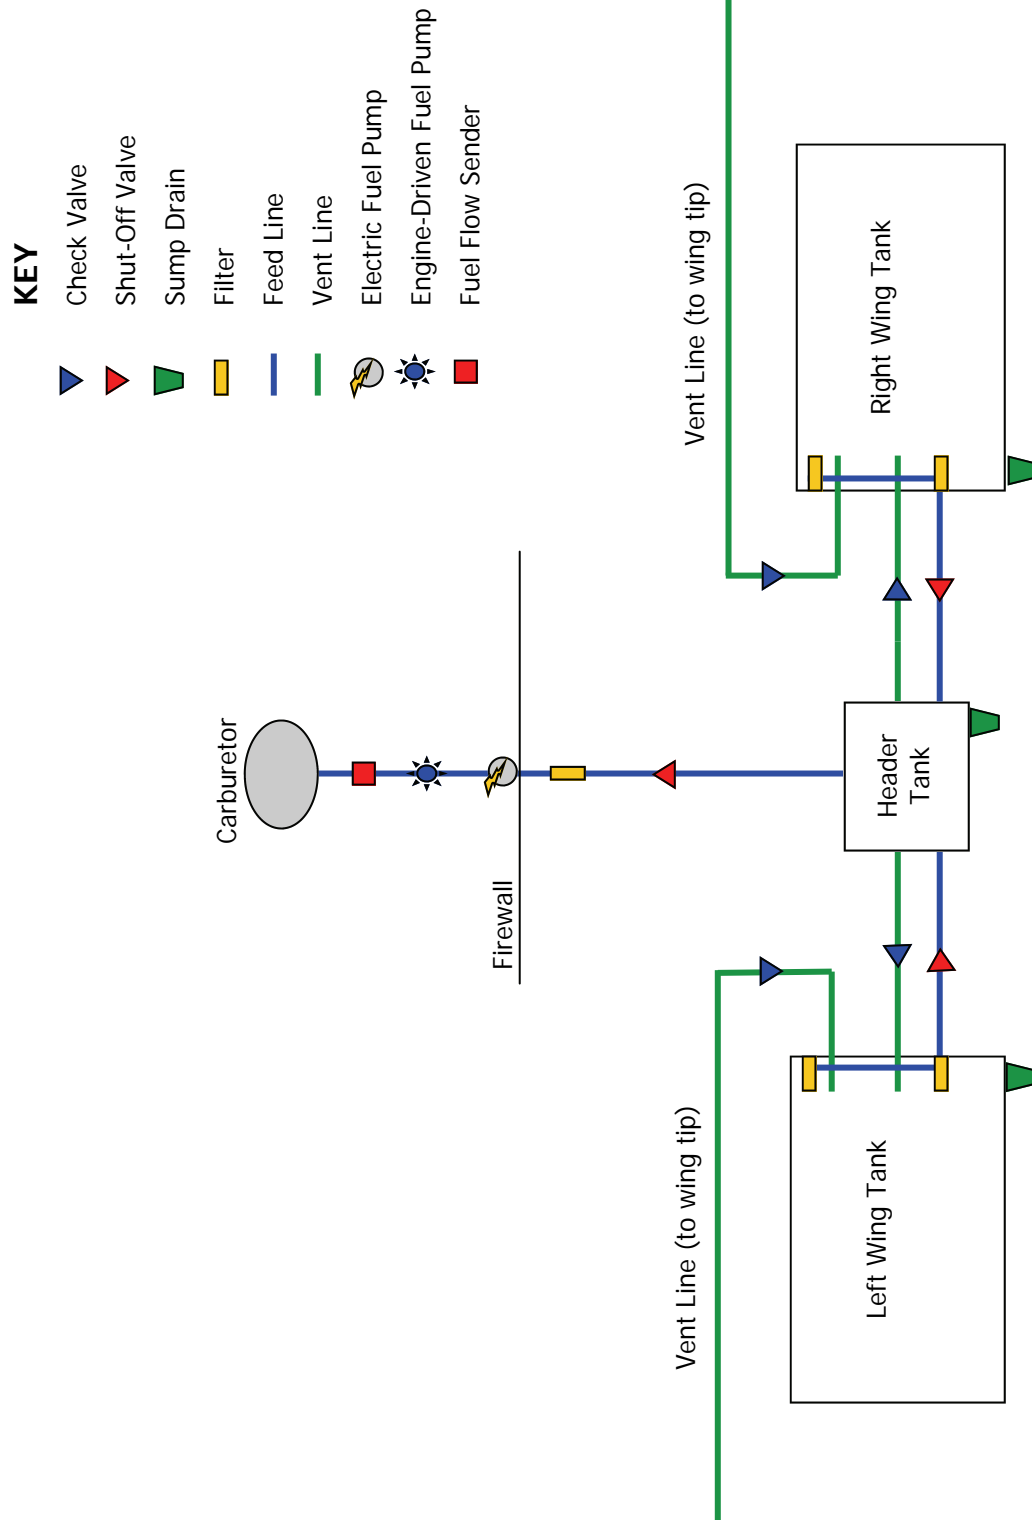 KEY
Check Valve
Shut-Off Valve
Sump Drain
Filter
Feed Line
Vent Line
Electric Fuel Pump
Engine-Driven Fuel Pump
Fuel Flow Sender
Carburetor
Firewall
Vent Line (to wing tip)
Vent Line (to wing tip)
Left Wing Tank
Header
Tank
Right Wing Tank